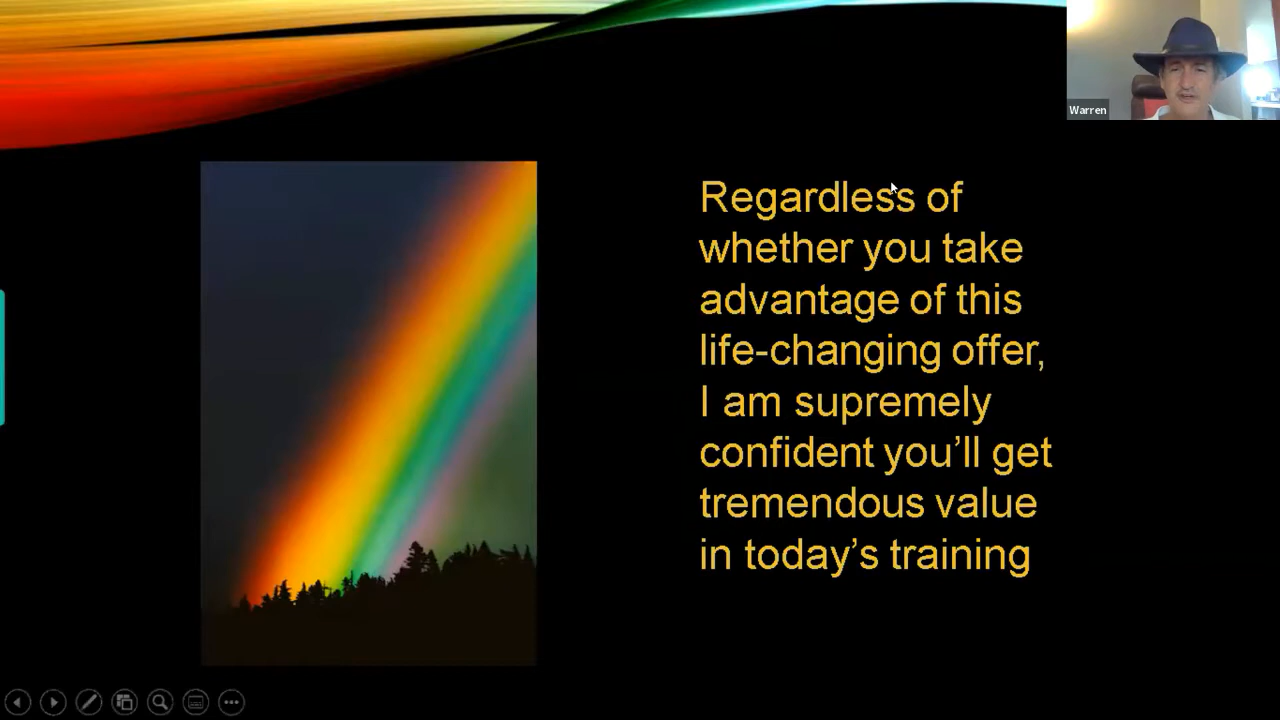 Warren
Regardless of
whether you take
advantage of this
life-changing offer,
I am supremely
confident you’ll get
tremendous value
in today’s training